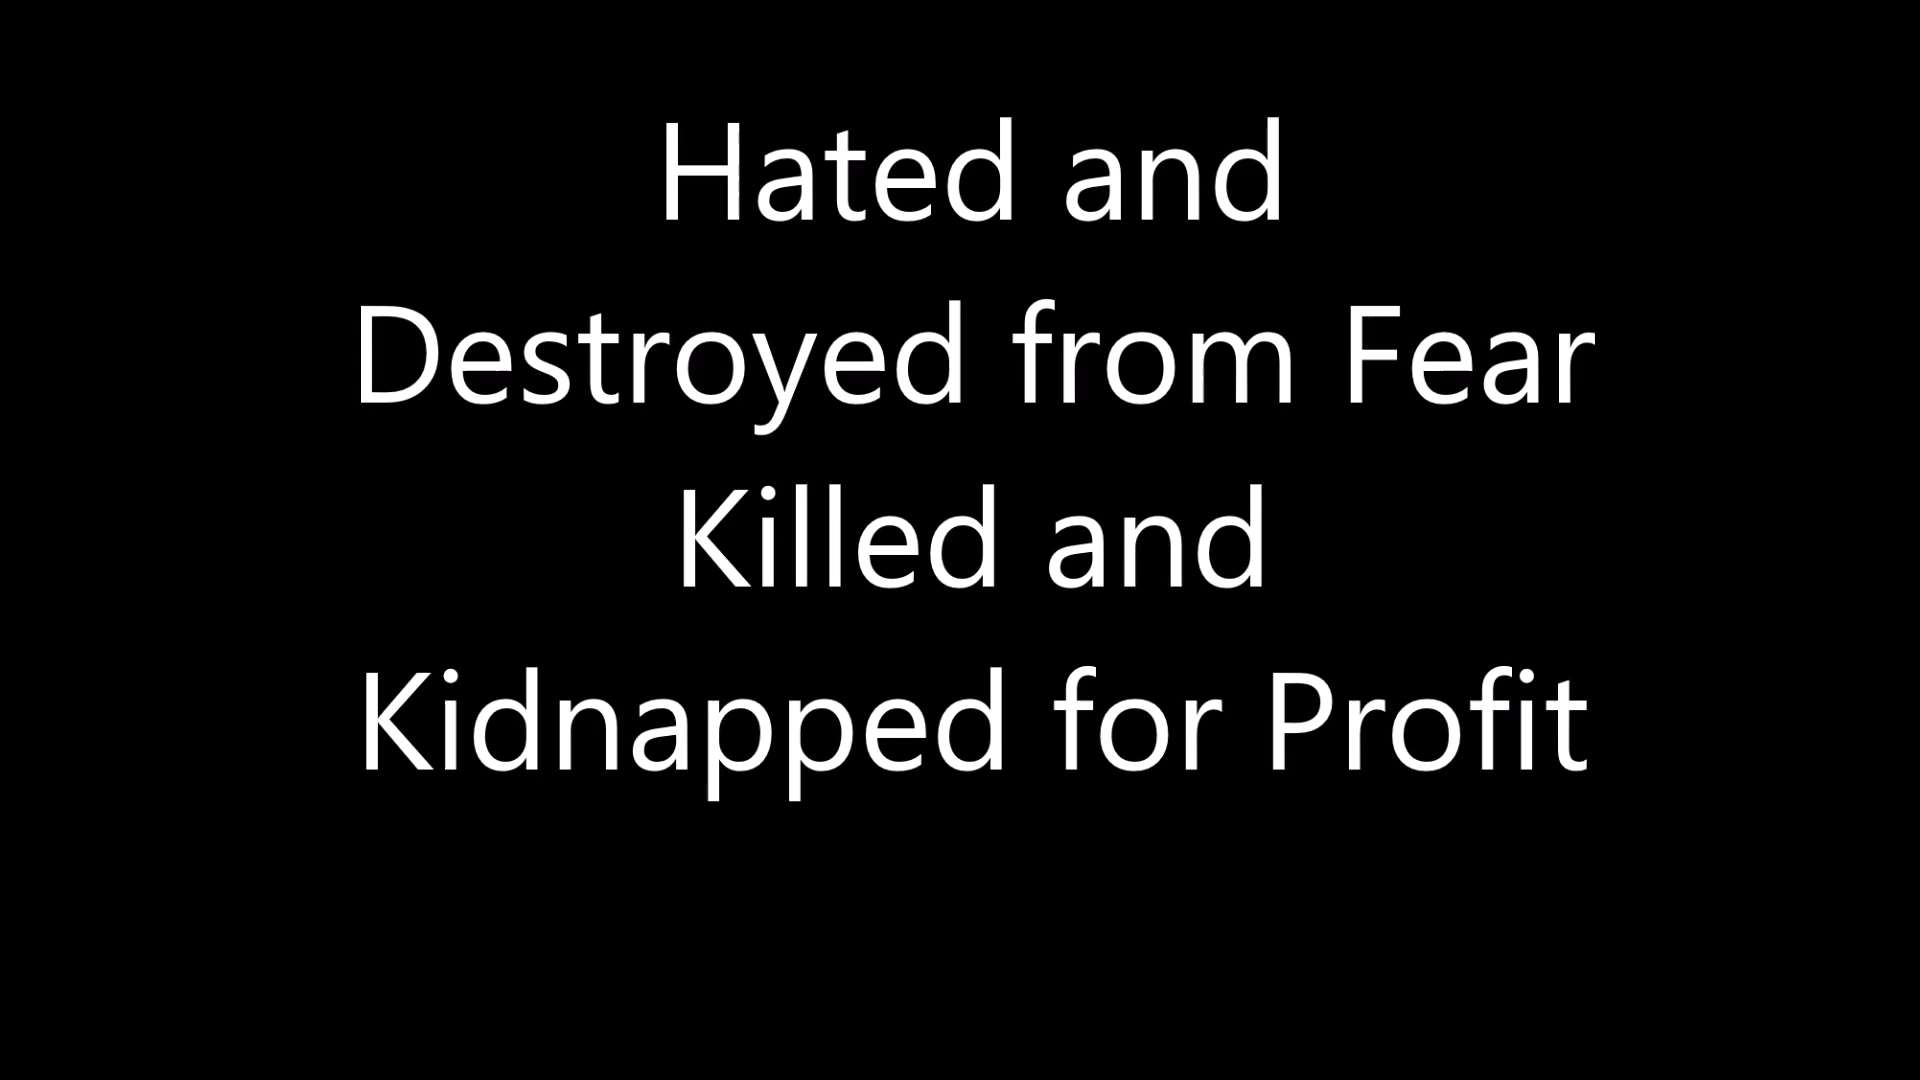 Hated and
Destroyed from Fear
Killed and
Kidnapped for Profit